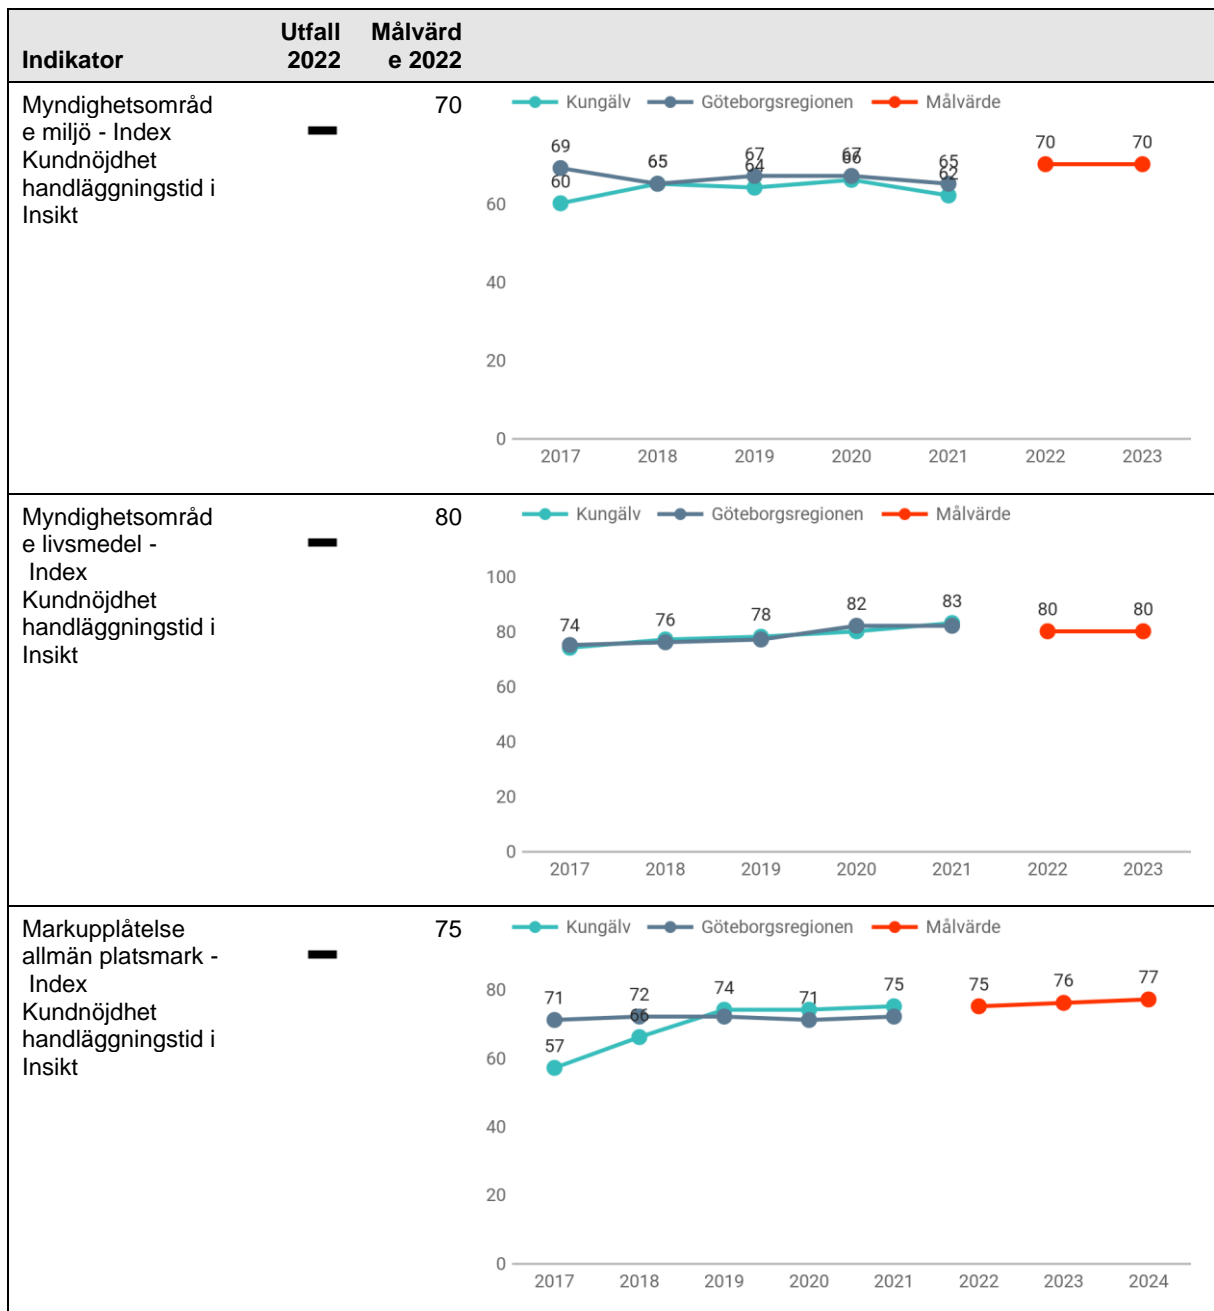 Indikator Utfall 2022 Målvärd e 2022
Myndighetsområd
e miljö - Index
Kundnöjdhet
handläggningstid i
Insikt
70
Kungälv Göteborgsregionen Målvärde
69 65 67 67 65 70 70
60 64 66 62
60
40
20
0
2017 2018 2019 2020 2021 2022 2023
Myndighetsområd
e livsmedel -
Index
Kundnöjdhet
handläggningstid i
Insikt
80
Kungälv Göteborgsregionen Målvärde
100
74 76 78 82 83 80 80
80
60
40
20
0
2017 2018 2019 2020 2021 2022 2023
Markupplåtelse
allmän platsmark -
Index
Kundnöjdhet
handläggningstid i
Insikt
75
Kungälv Göteborgsregionen Målvärde
71 72 74 71 75 75 76 77
57 66
80
60
40
20
0
2017 2018 2019 2020 2021 2022 2023 2024